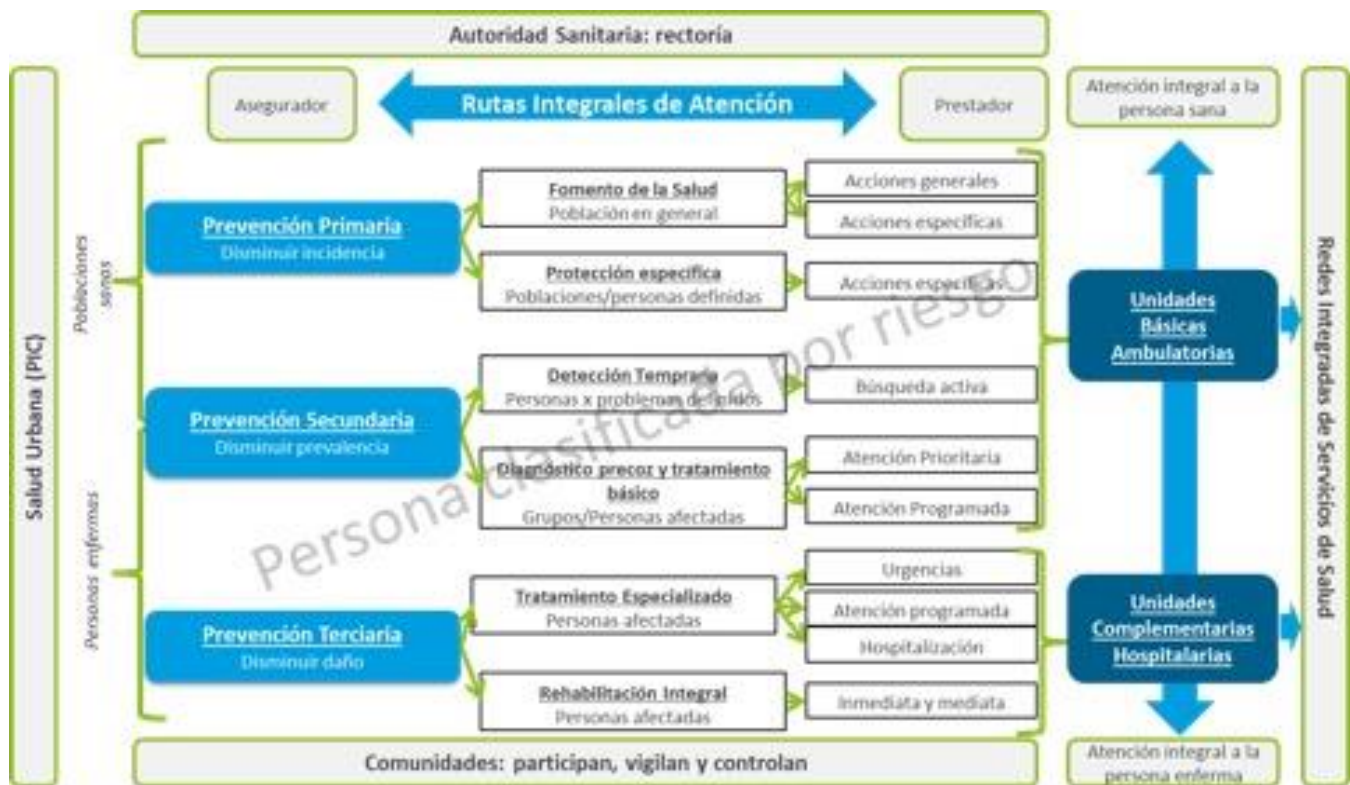 Autoridad Sanitaria: rectoría
Asegurador
Rutas Integrales de Atención
Prestador
Atención integral a la
persona sana
Salud Urbana (PIC)
Poblaciones
sanas
Personas enfermas
Prevención Primaria
Disminuir incidencia
Fomento de la Salud
Población en general
Acciones generales
Acciones específicas
Protección específica
Poblaciones/personas definidas
Acciones específicas
Prevención Secundaria
Disminuir prevalencia
Detección Temprana
Personas x problemas definidos
Búsqueda activa
Diagnóstico precoz y tratamiento
básico
Grupos/Personas afectadas
Atención Prioritaria
Atención Programada
Prevención Terciaria
Disminuir daño
Tratamiento Especializado
Personas afectadas
Urgencias
Atención programada
Hospitalización
Rehabilitación Integral
Personas afectadas
Inmediata y mediata
Persona clasificada por riesgo
Unidades
Básicas
Ambulatorias
Unidades
Complementarias
Hospitalarias
Redes Integradas de Servicios de Salud
Comunidades: participan, vigilan y controlan
Atención integral a la
persona enferma